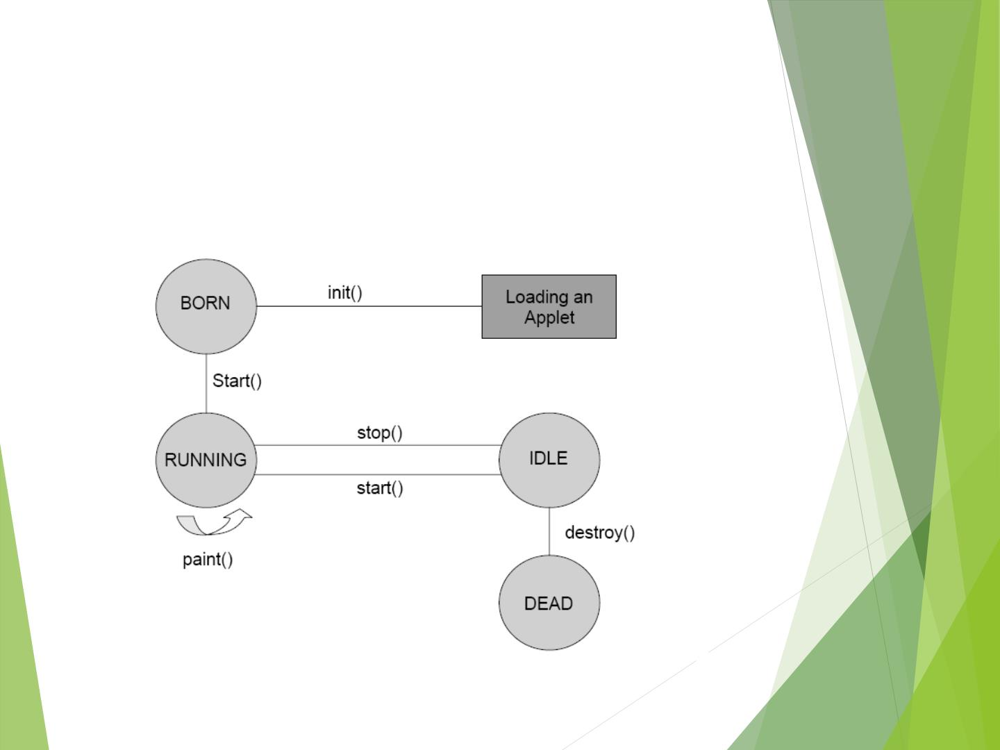 BORN
init()
Loading an
Applet
Start()
RUNNING
stop()
start()
IDLE
paint()
destroy()
DEAD